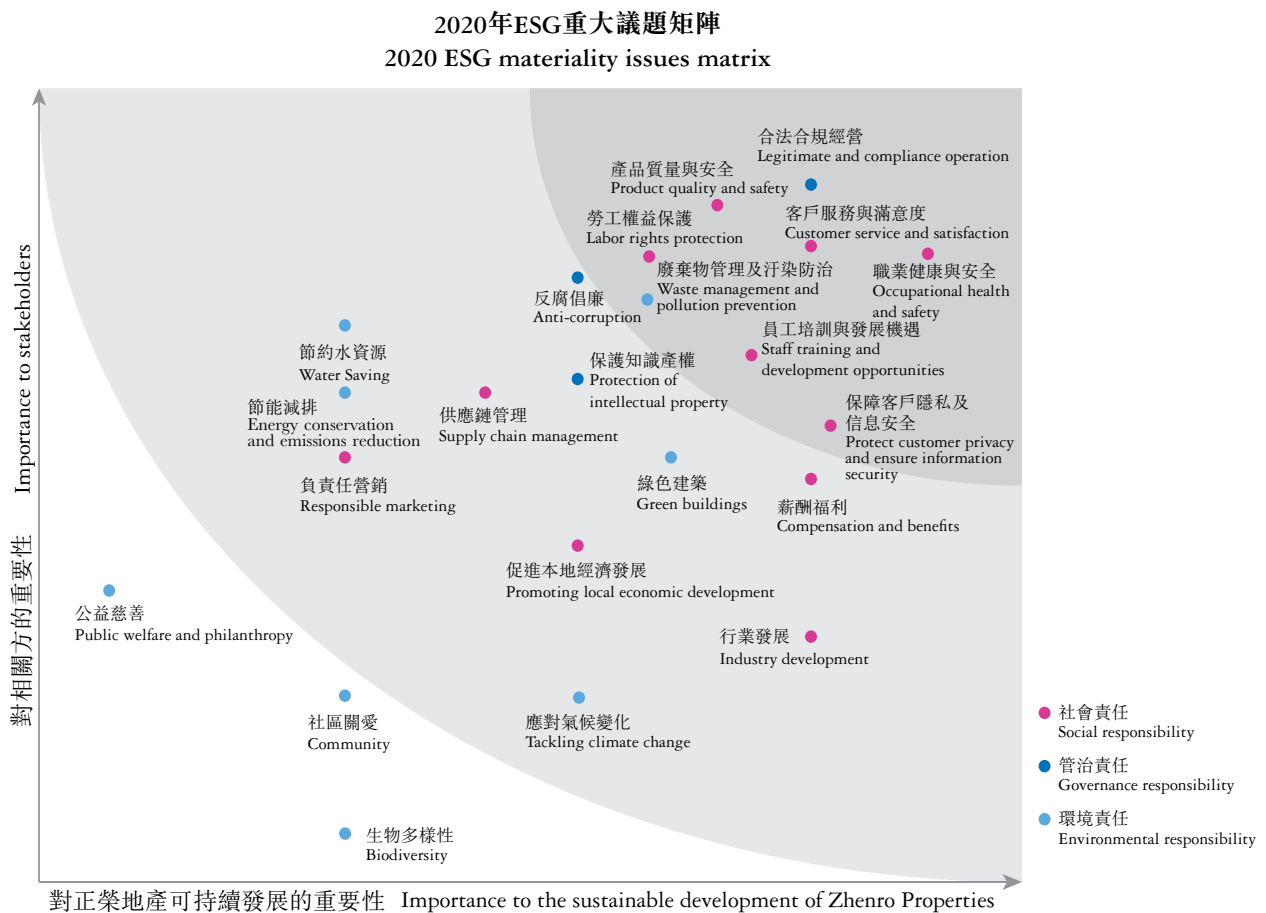 2020年ESG重大議題矩陣
2020 ESG materiality issues matrix
對相關方的重要性 Importance to stakeholders
合法合規經營
Legitimate and compliance operation
產品質量與安全
Product quality and safety
勞工權益保護
Labor rights protection
客戶服務與滿意度
Customer service and satisfaction
廢棄物管理及汙染防治
Waste management and
pollution prevention
職業健康與安全
Occupational health
and safety
反腐倡廉
Anti-corruption
員工培訓與發展機遇
Staff training and
development opportunities
節約水資源
Water Saving
保護知識產權
Protection of
intellectual property
節能減排
Energy conservation
and emissions reduction
供應鏈管理
Supply chain management
保障客戶隱私及
信息安全
Protect customer privacy
and ensure information
security
負責任營銷
Responsible marketing
綠色建築
Green buildings
薪酬福利
Compensation and benefits
促進本地經濟發展
Promoting local economic development
公益慈善
Public welfare and philanthropy
行業發展
Industry development
社區關愛
Community
應對氣候變化
Tackling climate change
生物多樣性
Biodiversity
社會責任
Social responsibility
管治責任
Governance responsibility
環境責任
Environmental responsibility
對正榮地產可持續發展的重要性 Importance to the sustainable development of Zhenro Properties